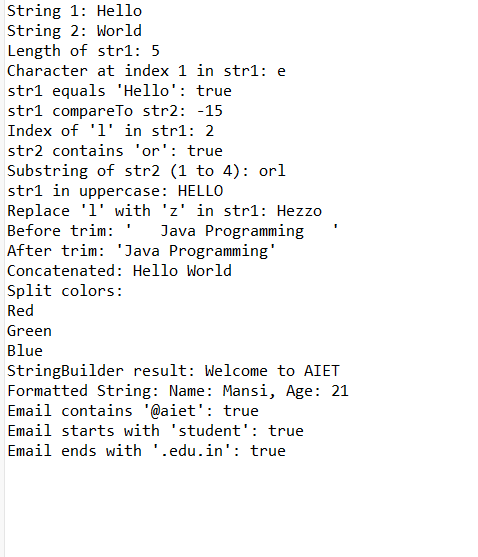 String 1: Hello
String 2: World
Length of str1: 5
Character at index 1 in str1: e
str1 equals 'Hello': true
str1 compareTo str2: -15
Index of 'l' in str1: 2
str2 contains 'or': true
Substring of str2 (1 to 4): orl
str1 in uppercase: HELLO
Replace 'l' with 'z' in str1: Hezzo
Before trim: '   Java Programming   '
After trim: 'Java Programming'
Concatenated: Hello World
Split colors:
Red
Green
Blue
StringBuilder result: Welcome to AIET
Formatted String: Name: Mansi, Age: 21
Email contains '@aiet': true
Email starts with 'student': true
Email ends with '.edu.in': true